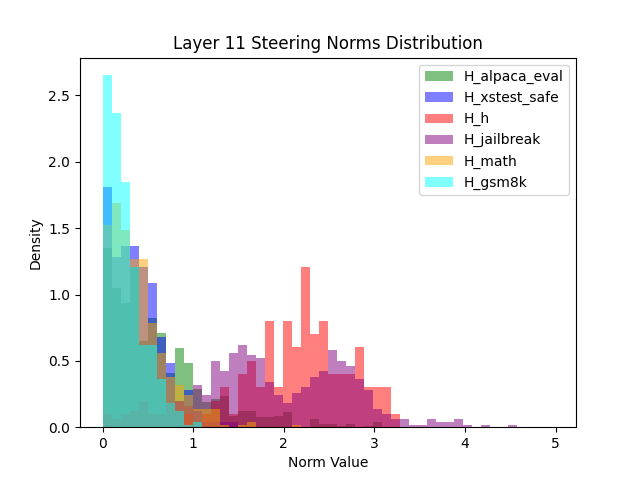 Layer 11 Steering Norms Distribution
H_alpaca_eval
H_xstest_safe
H_h
H_jailbreak
H_math
H_gsm8k
Density
2.5
2.0
1.5
1.0
0.5
0.0
0 1 2 3 4 5
Norm Value